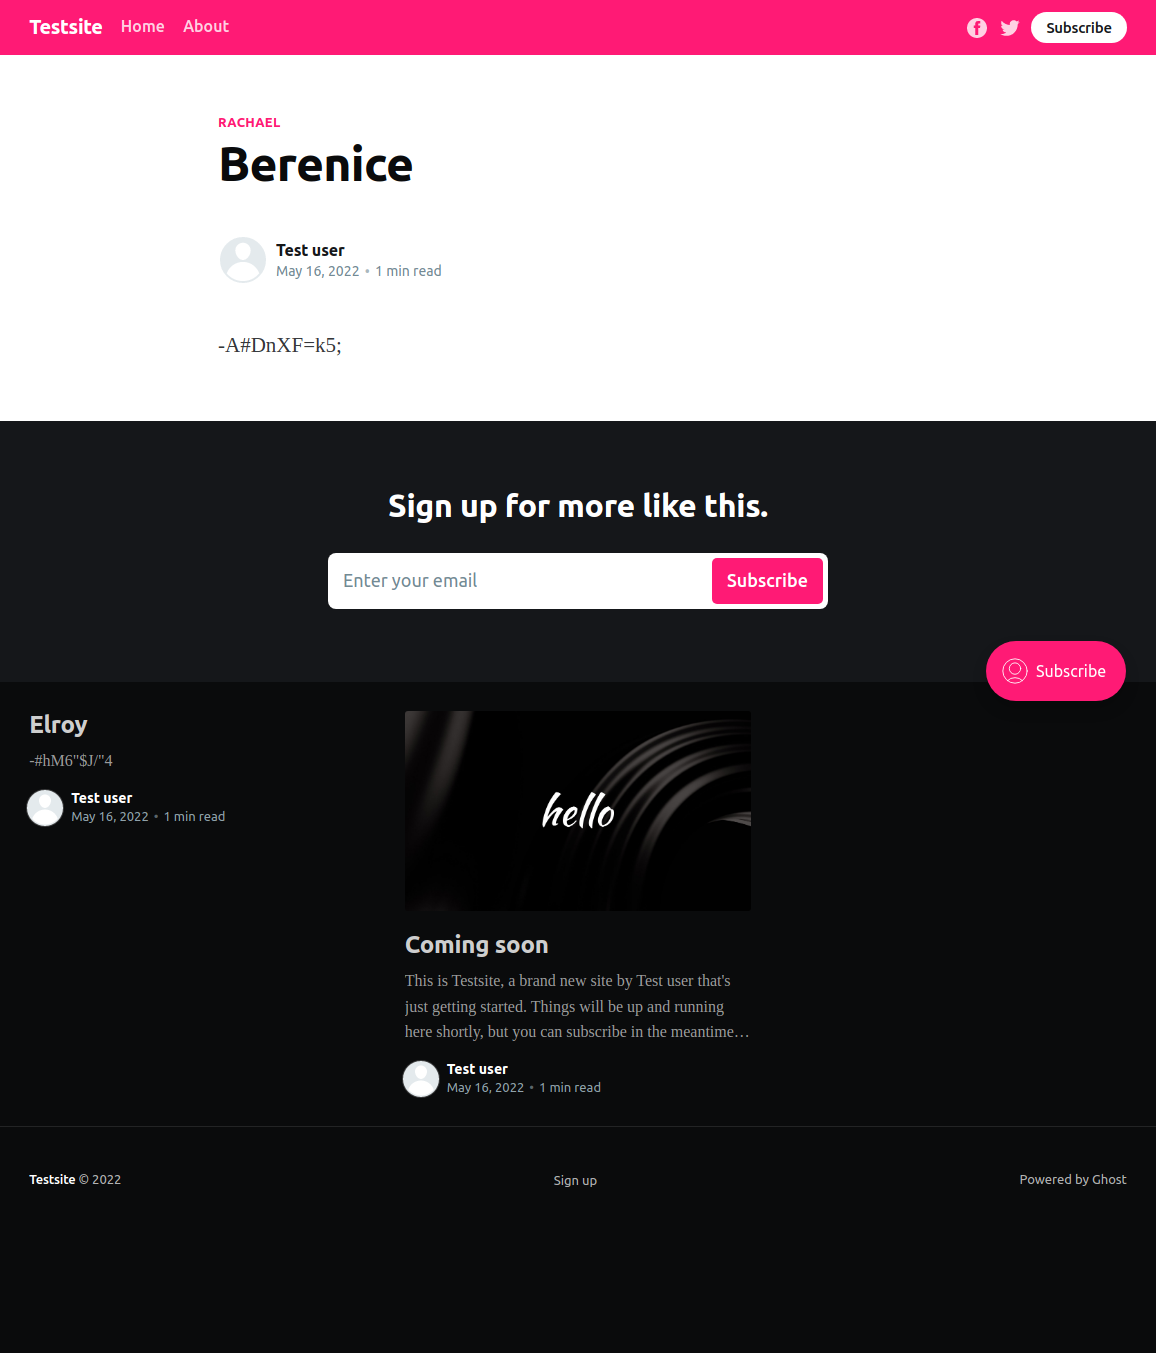 Testsite Home About Subscribe
RACHAEL
Berenice
Test user
May 16, 2022 • 1 min read
-A#DnXF=k5;
Sign up for more like this.
Enter your email Subscribe
Subscribe
Elroy
-#hM6"$J/"4
Test user
May 16, 2022 • 1 min read
hello
Coming soon
This is Testsite, a brand new site by Test user that's
just getting started. Things will be up and running
here shortly, but you can subscribe in the meantime…
Test user
May 16, 2022 • 1 min read
Testsite © 2022 Sign up Powered by Ghost